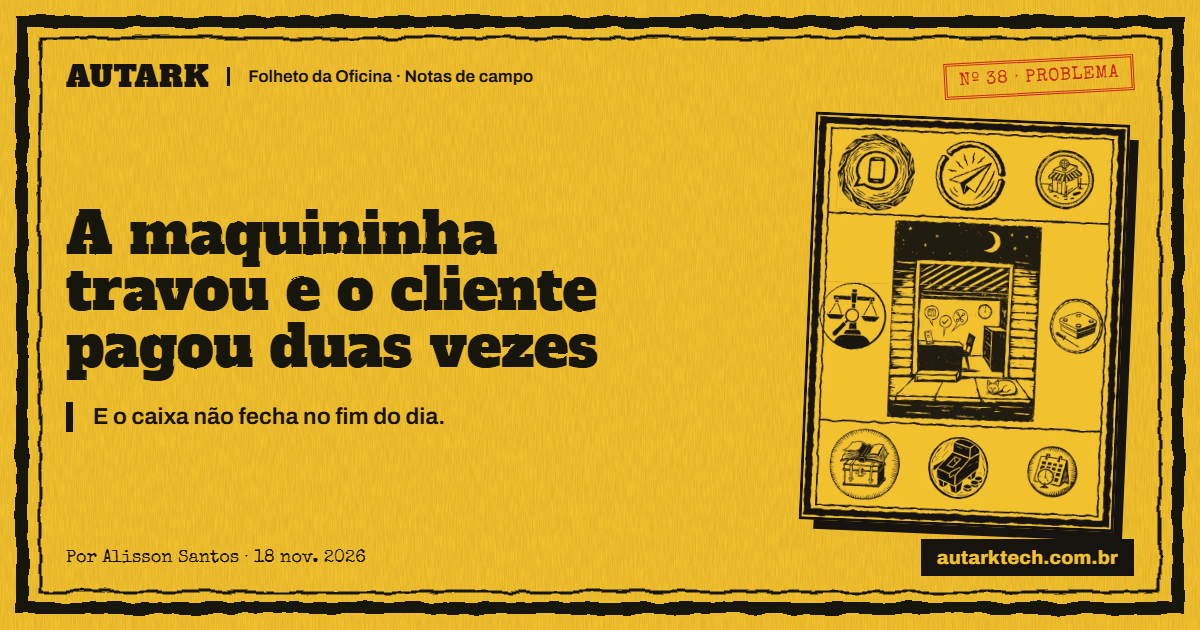 AUTARK
Folheto da Oficina · Notas de campo
Nº 38 · PROBLEMA
A maquininha
travou e o cliente
pagou duas vezes
E o caixa não fecha no fim do dia.
Por Alisson Santos · 18 nov. 2026
autarktech.com.br